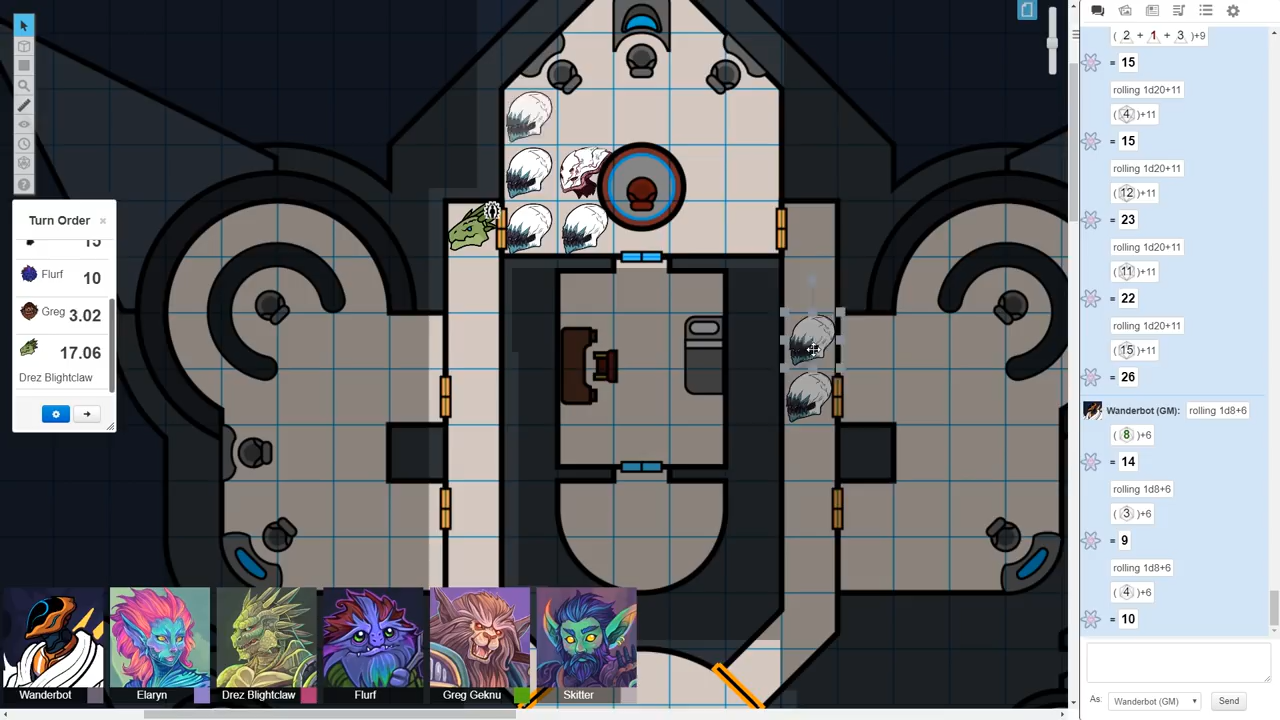 Turn Order ×
15
Flurf 10
Greg 3.02
17.06
Drez Blightclaw
Wanderbot
Elaryn
Drez Blightclaw
Flurf
Greg Geknu
Skitter
( 2 + 1 + 3 )+9
= 15
rolling 1d20+11
( 4 )+11
= 15
rolling 1d20+11
( 12 )+11
= 23
rolling 1d20+11
( 11 )+11
= 22
rolling 1d20+11
( 15 )+11
= 26
Wanderbot (GM): rolling 1d8+6
( 8 )+6
= 14
rolling 1d8+6
( 3 )+6
= 9
rolling 1d8+6
( 4 )+6
= 10
As: Wanderbot (GM) Send